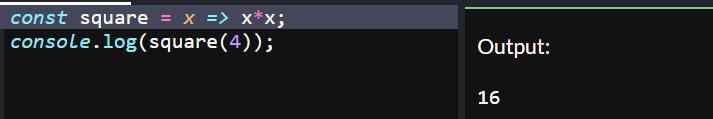 const square = x => x*x;
console.log(square(4));
Output:
16